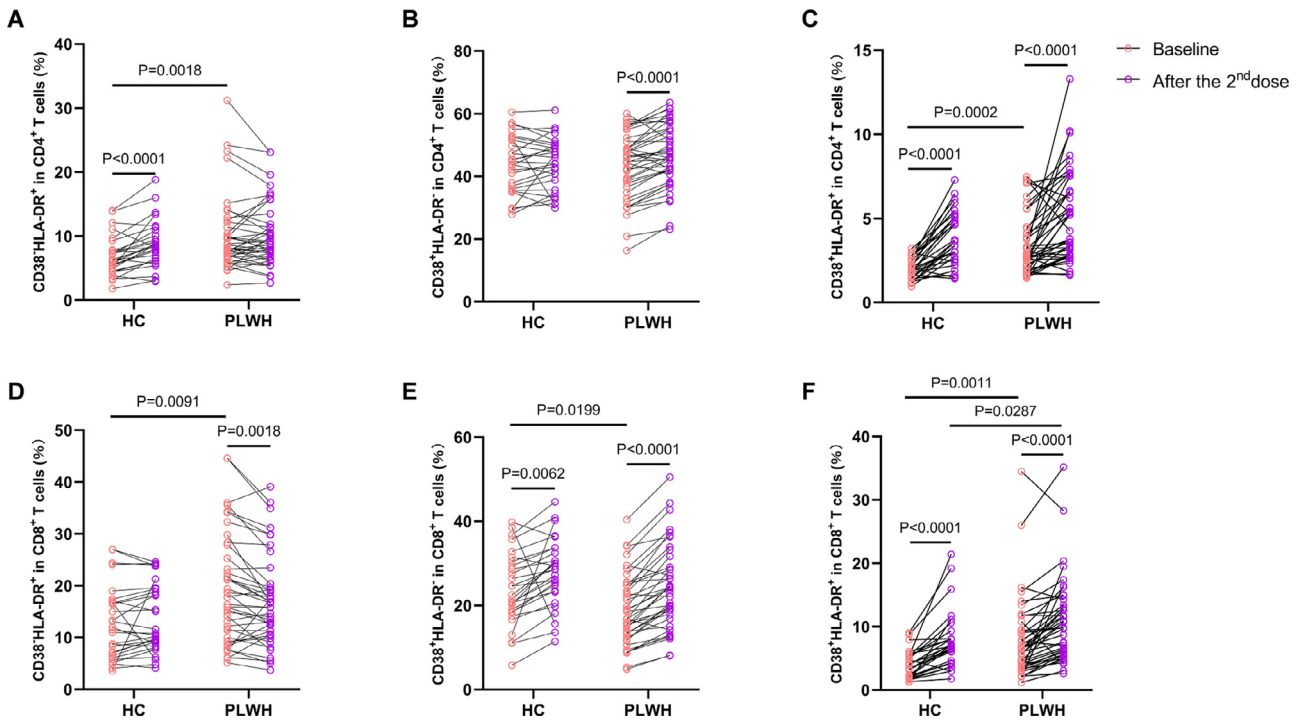 A
CD38⁻HLA-DR⁺ in CD4⁺ T cells (%)
40
30
20
10
0
P=0.0018
P<0.0001
HC
PLWH
B
CD38⁺HLA-DR⁻ in CD4⁺ T cells (%)
80
60
40
20
0
P<0.0001
HC
PLWH
C
CD38⁺HLA-DR⁺ in CD4⁺ T cells (%)
15
10
5
0
P<0.0001
P=0.0002
P<0.0001
HC
PLWH
Baseline
After the 2ⁿᵈdose
D
CD38⁻HLA-DR⁺ in CD8⁺ T cells (%)
50
40
30
20
10
0
P=0.0091
P=0.0018
HC
PLWH
E
CD38⁺HLA-DR⁻ in CD8⁺ T cells (%)
60
40
20
0
P=0.0199
P<0.0001
P=0.0062
HC
PLWH
F
CD38⁺HLA-DR⁺ in CD8⁺ T cells (%)
40
30
20
10
0
P=0.0011
P=0.0287
P<0.0001
P<0.0001
HC
PLWH